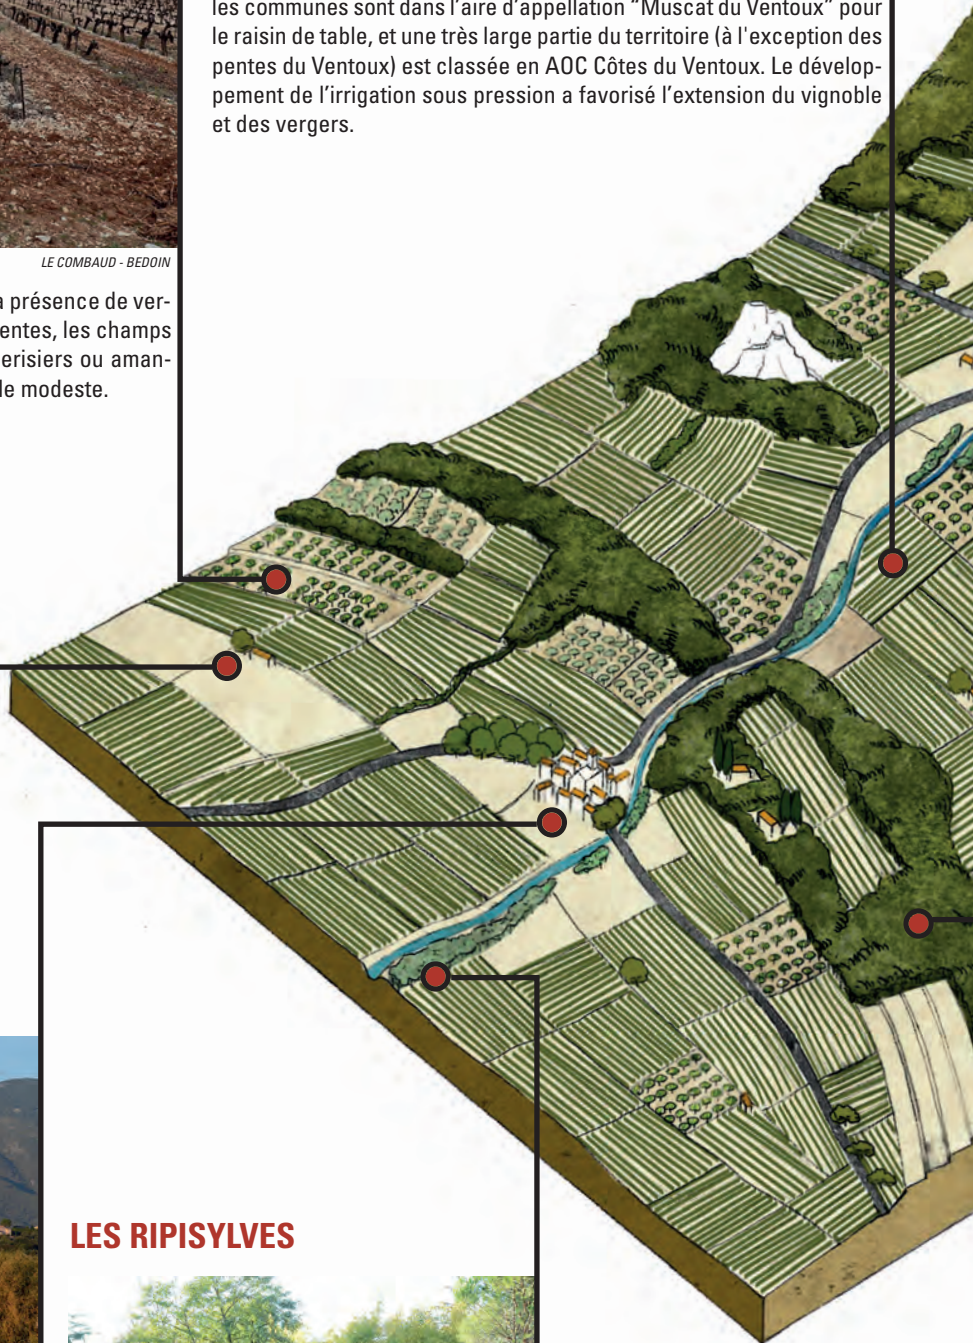 les communes sont dans l'aire d'appellation "Muscat du Ventoux" pour
le raisin de table, et une très large partie du territoire (à l'exception des
pentes du Ventoux) est classée en AOC Côtes du Ventoux. Le dévelop-
pement de l'irrigation sous pression a favorisé l'extension du vignoble
et des vergers.
LE COMBAUD - BEDOIN
a présence de ver-
entes, les champs
erisiers ou aman-
le modeste.
LES RIPISYLVES